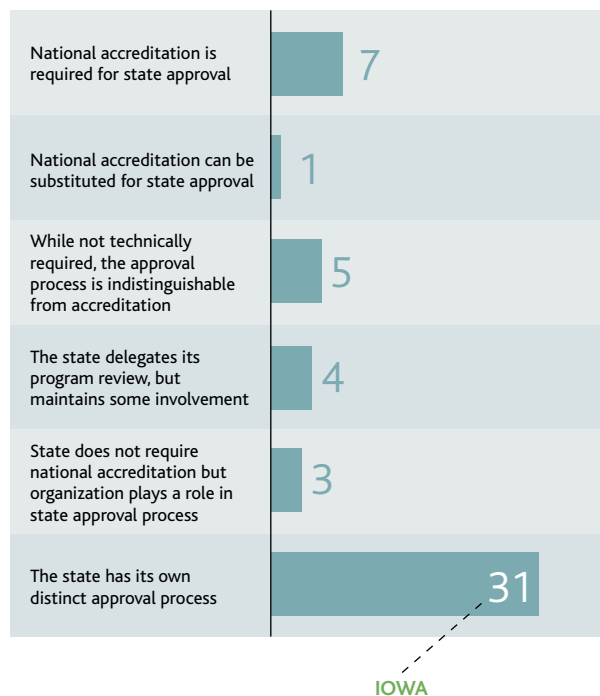 National accreditation is
required for state approval
7
National accreditation can be
substituted for state approval
1
While not technically
required, the approval
process is indistinguishable
from accreditation
5
The state delegates its
program review, but
maintains some involvement
4
State does not require
national accreditation but
organization plays a role in
state approval process
3
The state has its own
distinct approval process
31
IOWA